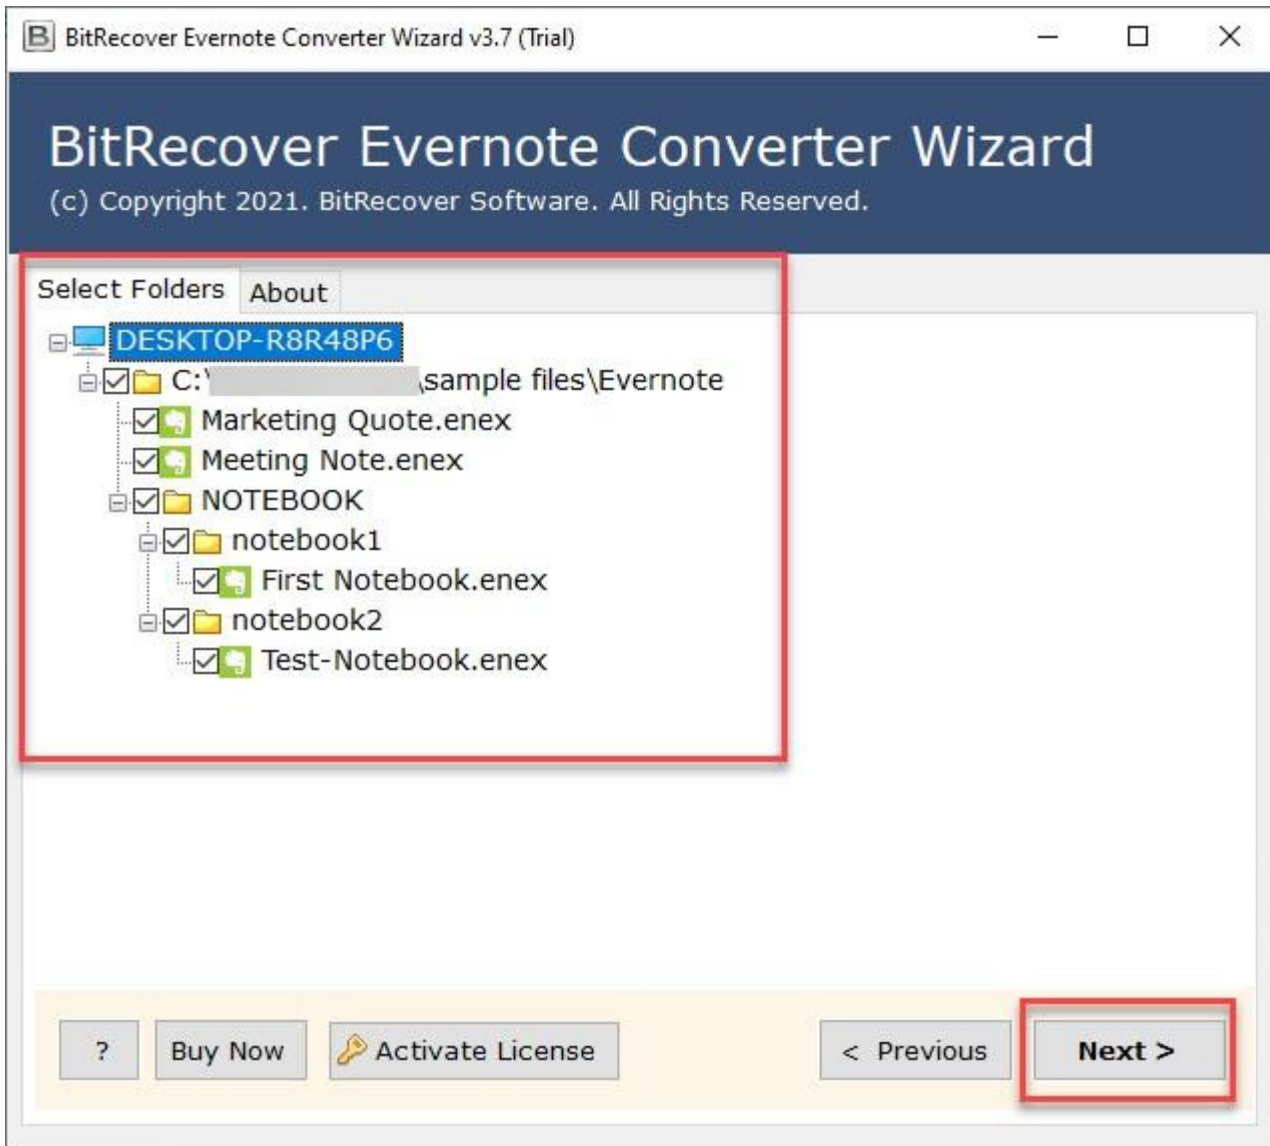 BitRecover Evernote Converter Wizard v3.7 (Trial)
BitRecover Evernote Converter Wizard
(c) Copyright 2021. BitRecover Software. All Rights Reserved.
Select Folders About
DESKTOP-R8R48P6
C:\ \sample files\Evernote
Marketing Quote.enex
Meeting Note.enex
NOTEBOOK
notebook1
First Notebook.enex
notebook2
Test-Notebook.enex
? Buy Now Activate License < Previous Next >